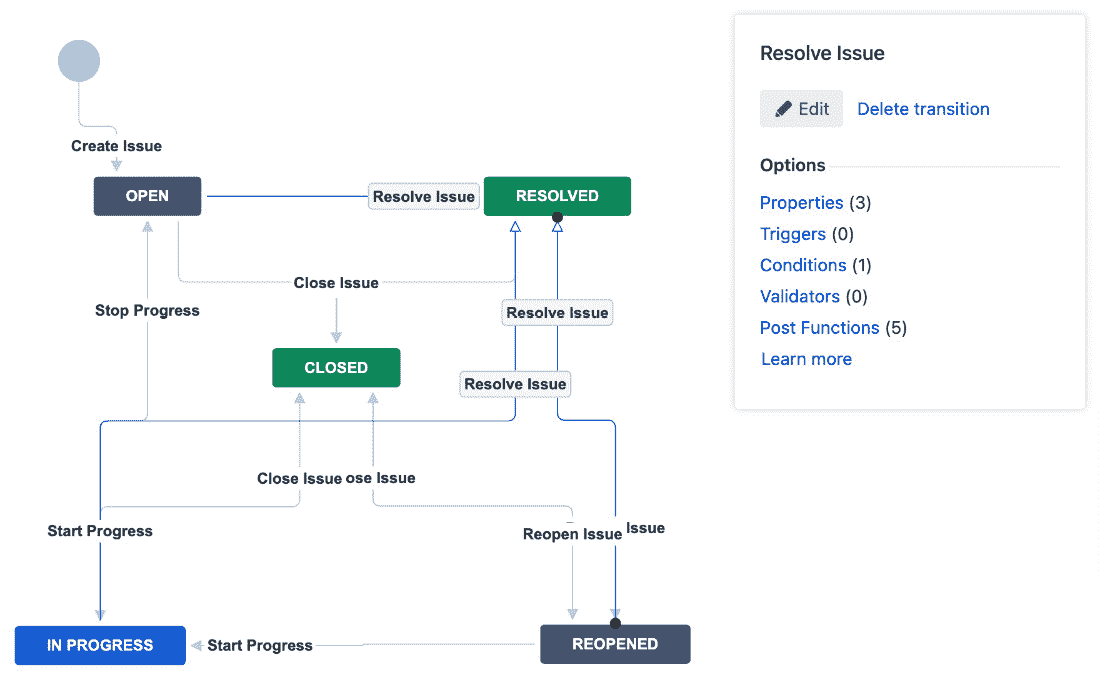 Resolve Issue
Edit Delete transition
Options
Properties (3)
Triggers (0)
Conditions (1)
Validators (0)
Post Functions (5)
Learn more
Create Issue
OPEN
Resolve Issue
RESOLVED
Close Issue
Stop Progress
Resolve Issue
CLOSED
Resolve Issue
Close Issue
ose Issue
Start Progress
Reopen Issue
Issue
IN PROGRESS
Start Progress
REOPENED